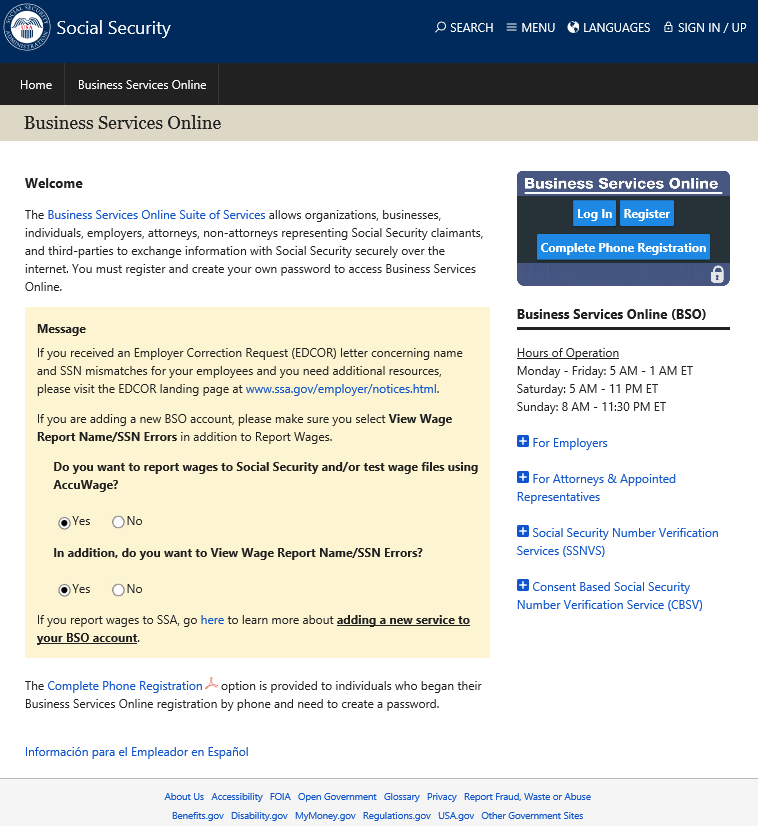 Social Security
SEARCH MENU LANGUAGES SIGN IN / UP
Home Business Services Online
Business Services Online
Welcome
The Business Services Online Suite of Services allows organizations, businesses,
individuals, employers, attorneys, non-attorneys representing Social Security claimants,
and third-parties to exchange information with Social Security securely over the
internet. You must register and create your own password to access Business Services
Online.
Message
If you received an Employer Correction Request (EDCOR) letter concerning name
and SSN mismatches for your employees and you need additional resources,
please visit the EDCOR landing page at www.ssa.gov/employer/notices.html.
If you are adding a new BSO account, please make sure you select View Wage
Report Name/SSN Errors in addition to Report Wages.
Do you want to report wages to Social Security and/or test wage files using
AccuWage?
Yes No
In addition, do you want to View Wage Report Name/SSN Errors?
Yes No
If you report wages to SSA, go here to learn more about adding a new service to
your BSO account.
The Complete Phone Registration option is provided to individuals who began their
Business Services Online registration by phone and need to create a password.
Información para el Empleador en Español
Business Services Online
Log In Register
Complete Phone Registration
Business Services Online (BSO)
Hours of Operation
Monday - Friday: 5 AM - 1 AM ET
Saturday: 5 AM - 11 PM ET
Sunday: 8 AM - 11:30 PM ET
For Employers
For Attorneys & Appointed
Representatives
Social Security Number Verification
Services (SSNVS)
Consent Based Social Security
Number Verification Service (CBSV)
About Us Accessibility FOIA Open Government Glossary Privacy Report Fraud, Waste or Abuse
Benefits.gov Disability.gov MyMoney.gov Regulations.gov USA.gov Other Government Sites